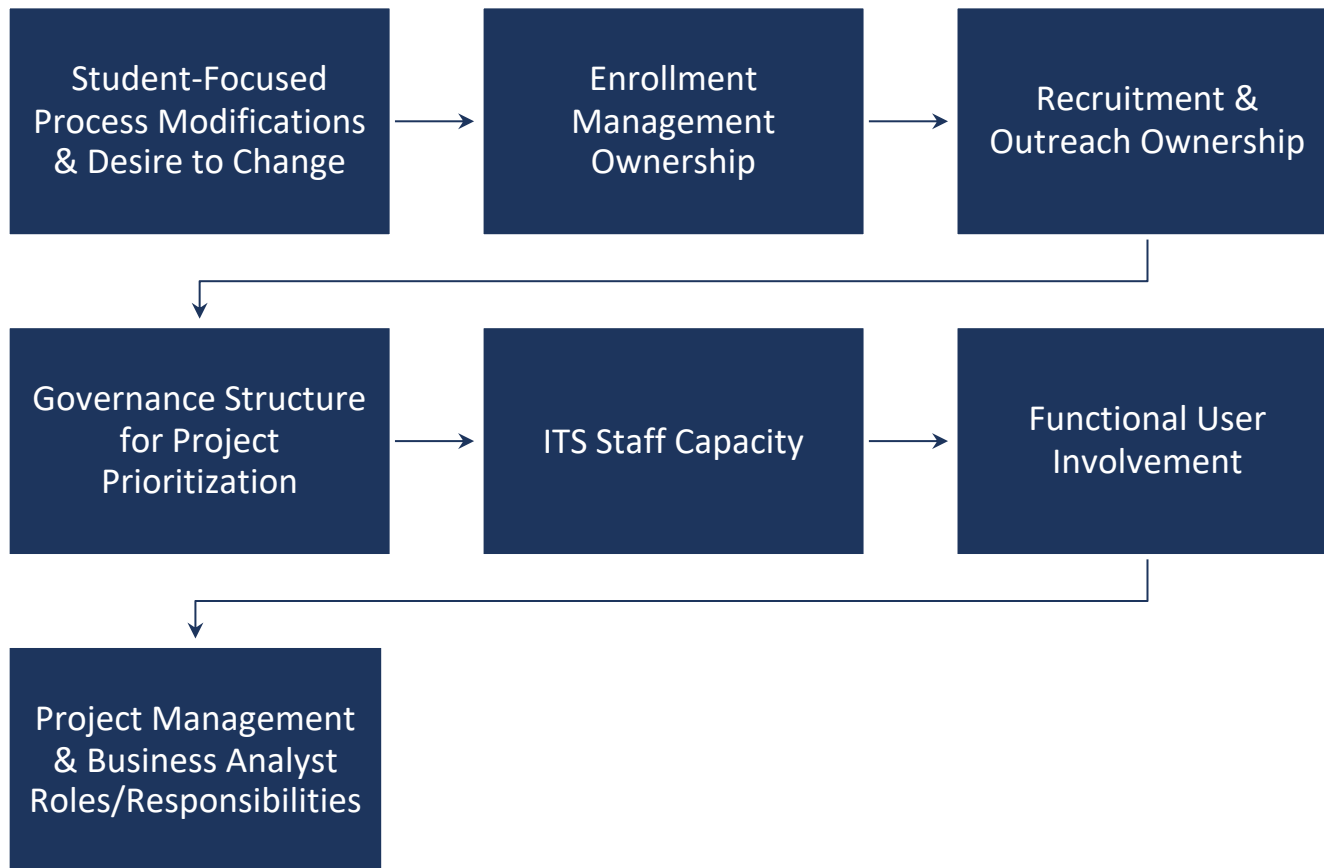 Student-Focused
Process Modifications
& Desire to Change
Enrollment
Management
Ownership
Recruitment &
Outreach Ownership
Governance Structure
for Project
Prioritization
ITS Staff Capacity
Functional User
Involvement
Project Management
& Business Analyst
Roles/Responsibilities